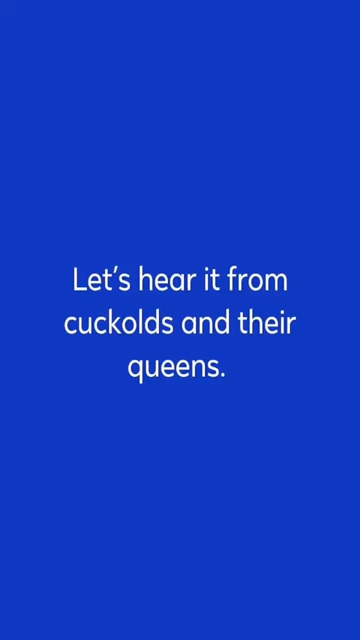 Let's hear it from
cuckolds and their
queens.